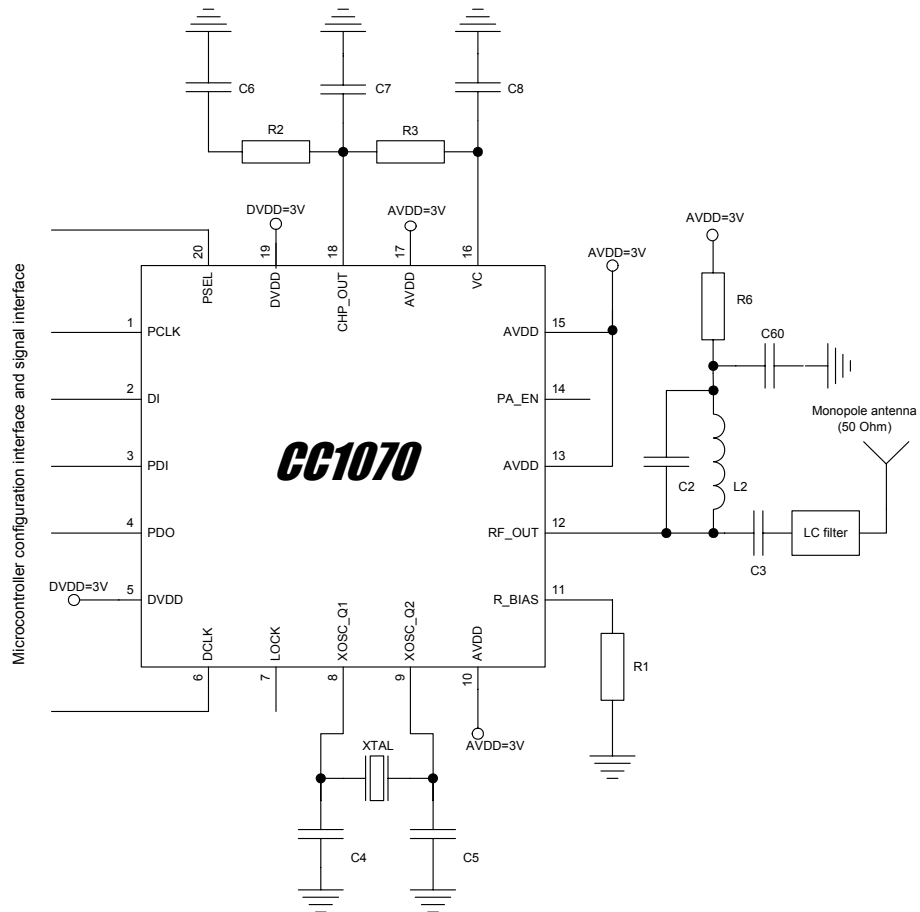 C6
C7
C8
R2
R3
DVDD=3V
AVDD=3V
AVDD=3V
AVDD=3V
20
19
18
17
16
PSEL
DVDD
CHP_OUT
AVDD
VC
R6
C60
Microcontroller configuration interface and signal interface
1
PCLK
AVDD
15
2
DI
PA_EN
14
Monopole antenna
(50 Ohm)
3
PDI
CC1070
AVDD
13
C2
L2
4
PDO
RF_OUT
12
LC filter
C3
DVDD=3V
5
DVDD
R_BIAS
11
DCLK
LOCK
XOSC_Q1
XOSC_Q2
AVDD
6
7
8
9
10
R1
XTAL
AVDD=3V
C4
C5